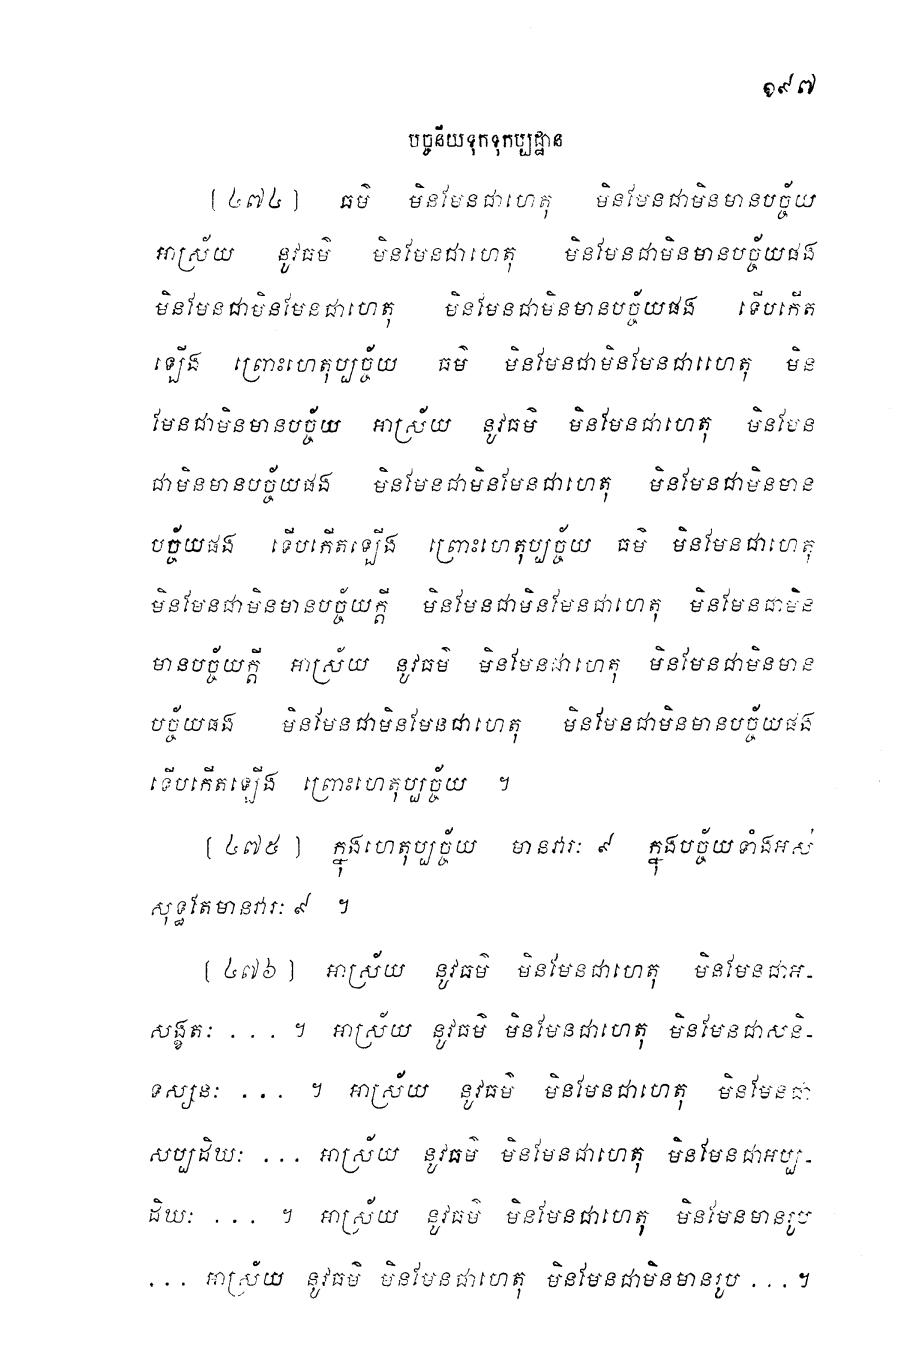 ១៩៧
បច្ចនីយទុកទុកប្បដ្ឋាន
[៤៧៤] ធម៌ មិនមែនជាហេតុ មិនមែនជាមិនមានបច្ច័យ
អាស្រ័យ នូវធម៌ មិនមែនជាហេតុ មិនមែនជាមិនមានបច្ច័យផង
មិនមែនជាមិនមែនជាហេតុ មិនមែនជាមិនមានបច្ច័យផង ទើបកើត
ឡើង ព្រោះហេតុប្បច្ច័យ ធម៌ មិនមែនជាមិនមែនជាហេតុ មិន
មែនជាមិនមានបច្ច័យ អាស្រ័យ នូវធម៌ មិនមែនជាហេតុ មិនមែន
ជាមិនមានបច្ច័យផង មិនមែនជាមិនមែនជាហេតុ មិនមែនជាមិនមាន
បច្ច័យផង ទើបកើតឡើង ព្រោះហេតុប្បច្ច័យ ធម៌ មិនមែនជាហេតុ
មិនមែនជាមិនមានបច្ច័យក្តី មិនមែនជាមិនមែនជាហេតុ មិនមែនជាមិន
មានបច្ច័យក្តី អាស្រ័យ នូវធម៌ មិនមែនជាហេតុ មិនមែនជាមិនមាន
បច្ច័យផង មិនមែនជាមិនមែនជាហេតុ មិនមែនជាមិនមានបច្ច័យផង
ទើបកើតឡើង ព្រោះហេតុប្បច្ច័យ ។
[៤៧៥] ក្នុងហេតុប្បច្ច័យ មានវារៈ ៩ ក្នុងបច្ច័យទាំងអស់
សុទ្ធតែមានវារៈ ៩ ។
[៤៧៦] អាស្រ័យ នូវធម៌ មិនមែនជាហេតុ មិនមែនជាអ-
សង្ខតៈ ... ។ អាស្រ័យ នូវធម៌ មិនមែនជាហេតុ មិនមែនជាសនិ-
ទស្សនៈ ... ។ អាស្រ័យ នូវធម៌ មិនមែនជាហេតុ មិនមែនជា
សប្បដិឃៈ ... អាស្រ័យ នូវធម៌ មិនមែនជាហេតុ មិនមែនជាអប្ប-
ដិឃៈ ... ។ អាស្រ័យ នូវធម៌ មិនមែនជាហេតុ មិនមែនមានរូប
... អាស្រ័យ នូវធម៌ មិនមែនជាហេតុ មិនមែនជាមិនមានរូប ... ។